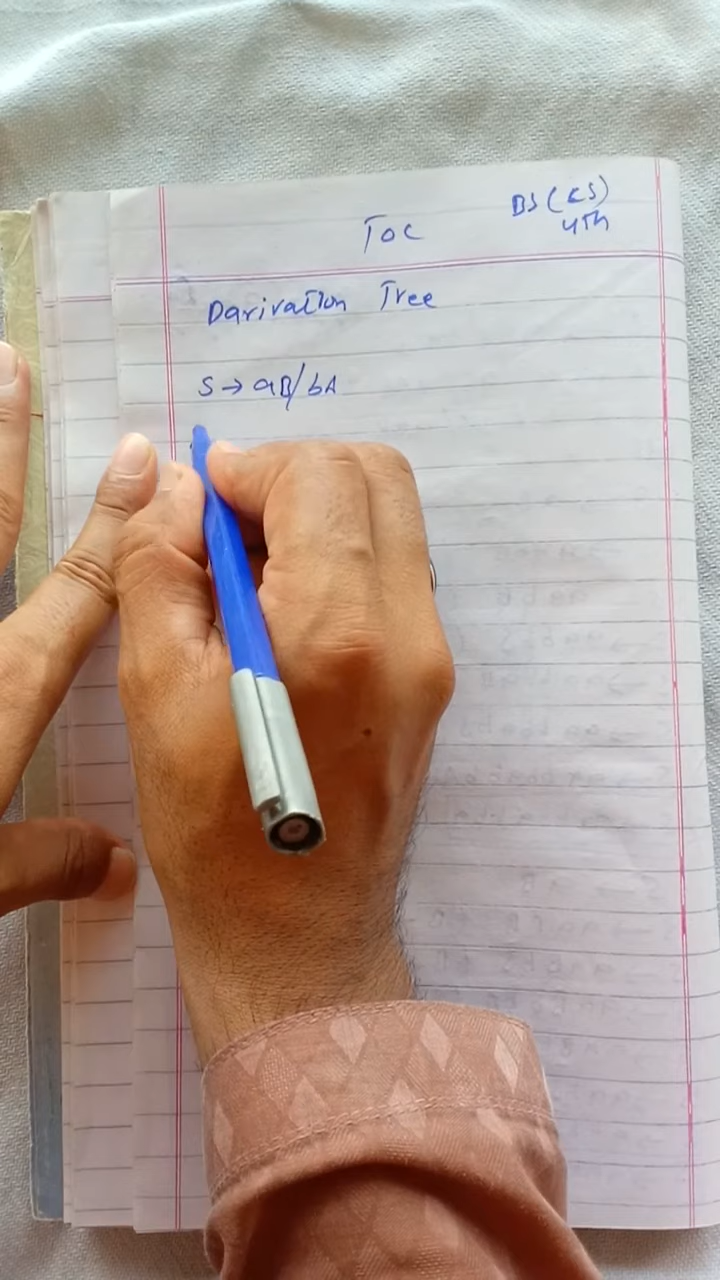 BS (CS)
TOC 4th
Darivation Tree
S → aB/bA